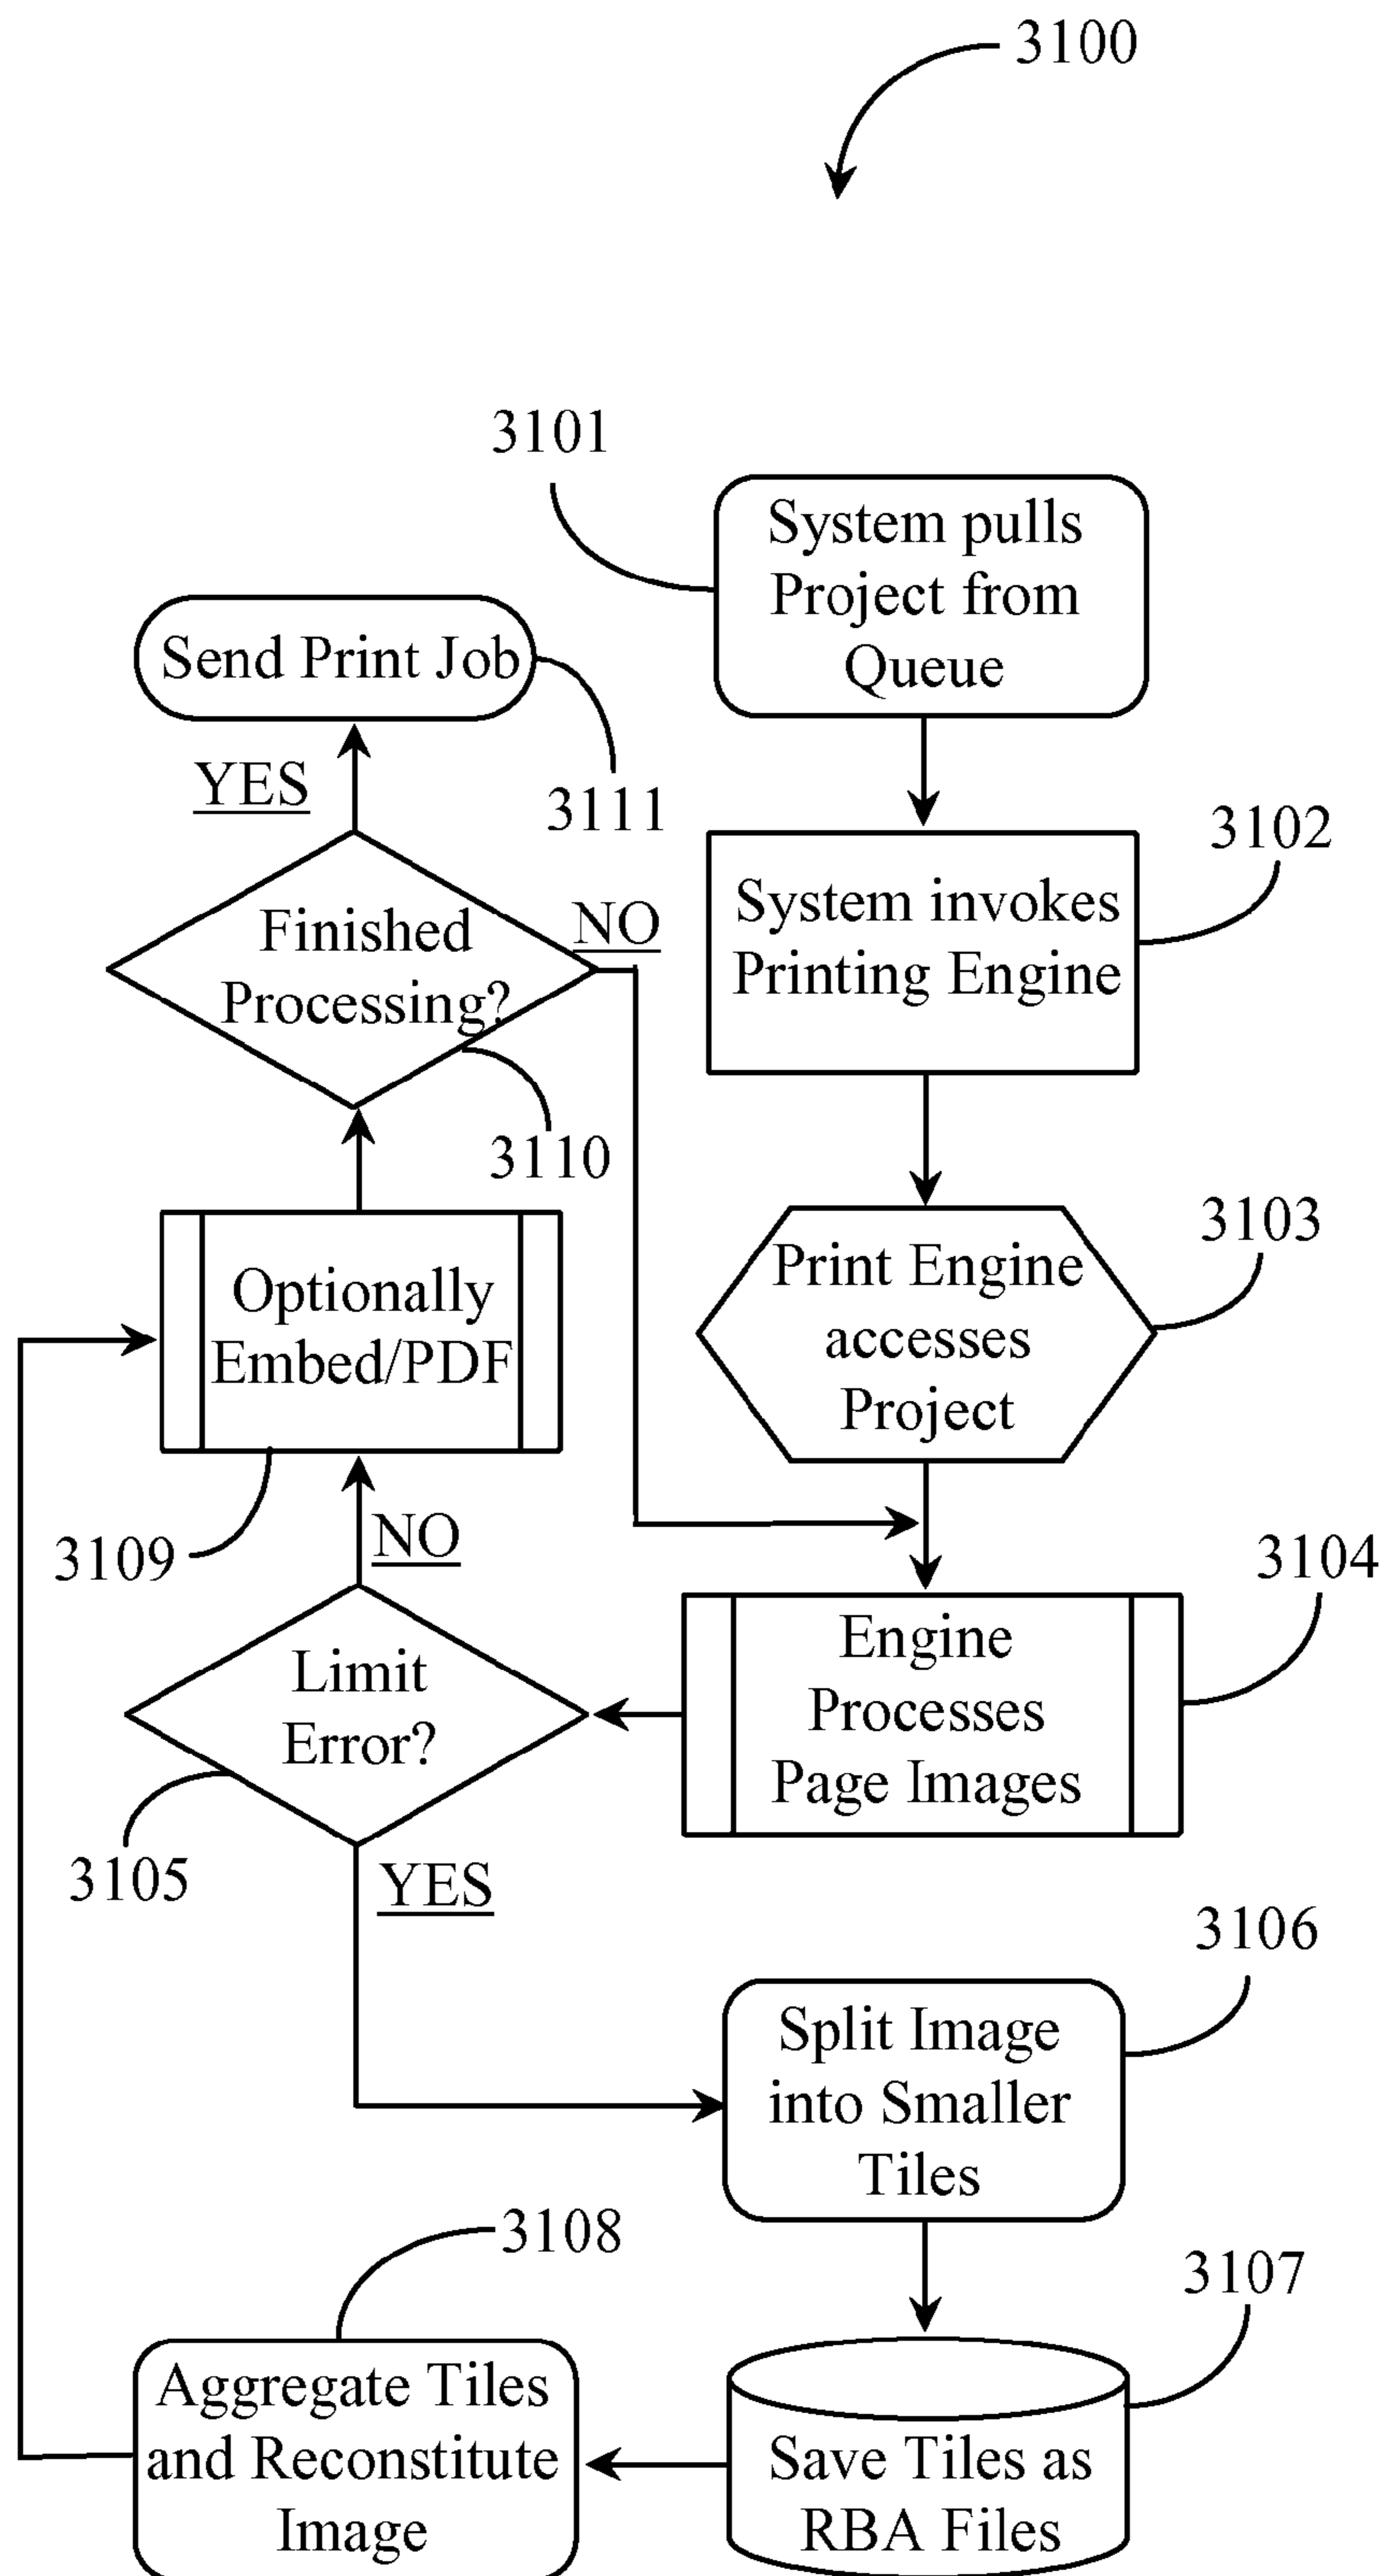 3100
3101
System pulls
Project from
Queue
Send Print Job
YES
3111
3102
System invokes
Printing Engine
Finished
Processing?
NO
3110
3103
Print Engine
accesses
Project
Optionally
Embed/PDF
3109
NO
3104
Engine
Processes
Page Images
Limit
Error?
3105
YES
3106
Split Image
into Smaller
Tiles
3108
3107
Aggregate Tiles
and Reconstitute
Image
Save Tiles as
RBA Files